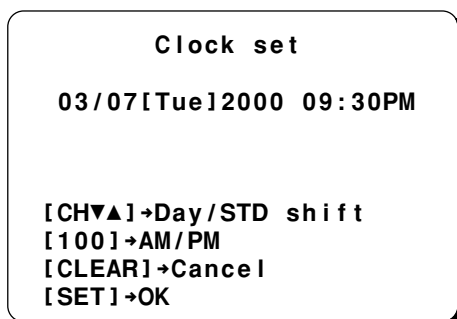 Clock set
03/07[Tue]2000 09:30PM
[CH▼▲]→Day/STD shift
[100]→AM/PM
[CLEAR]→Cancel
[SET]→OK